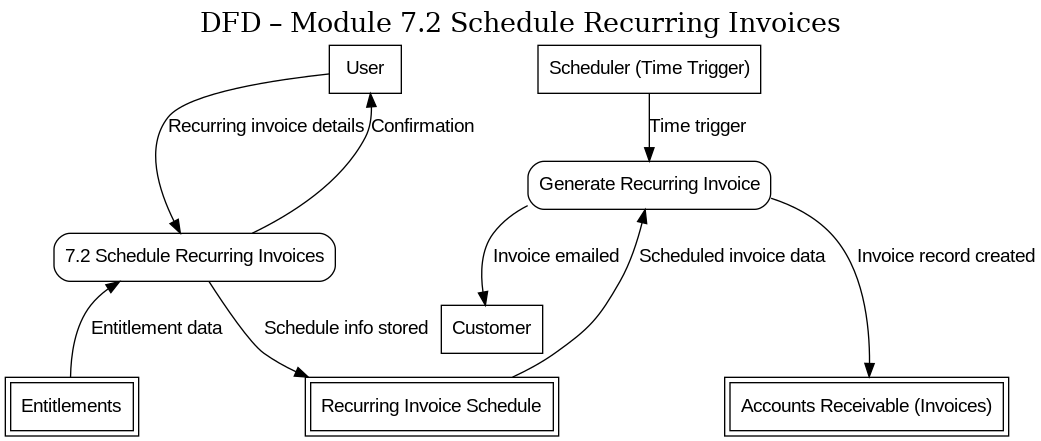 DFD – Module 7.2 Schedule Recurring Invoices
User
Scheduler (Time Trigger)
Recurring invoice details
Confirmation
Time trigger
Generate Recurring Invoice
7.2 Schedule Recurring Invoices
Invoice emailed
Scheduled invoice data
Invoice record created
Entitlement data
Schedule info stored
Customer
Entitlements
Recurring Invoice Schedule
Accounts Receivable (Invoices)